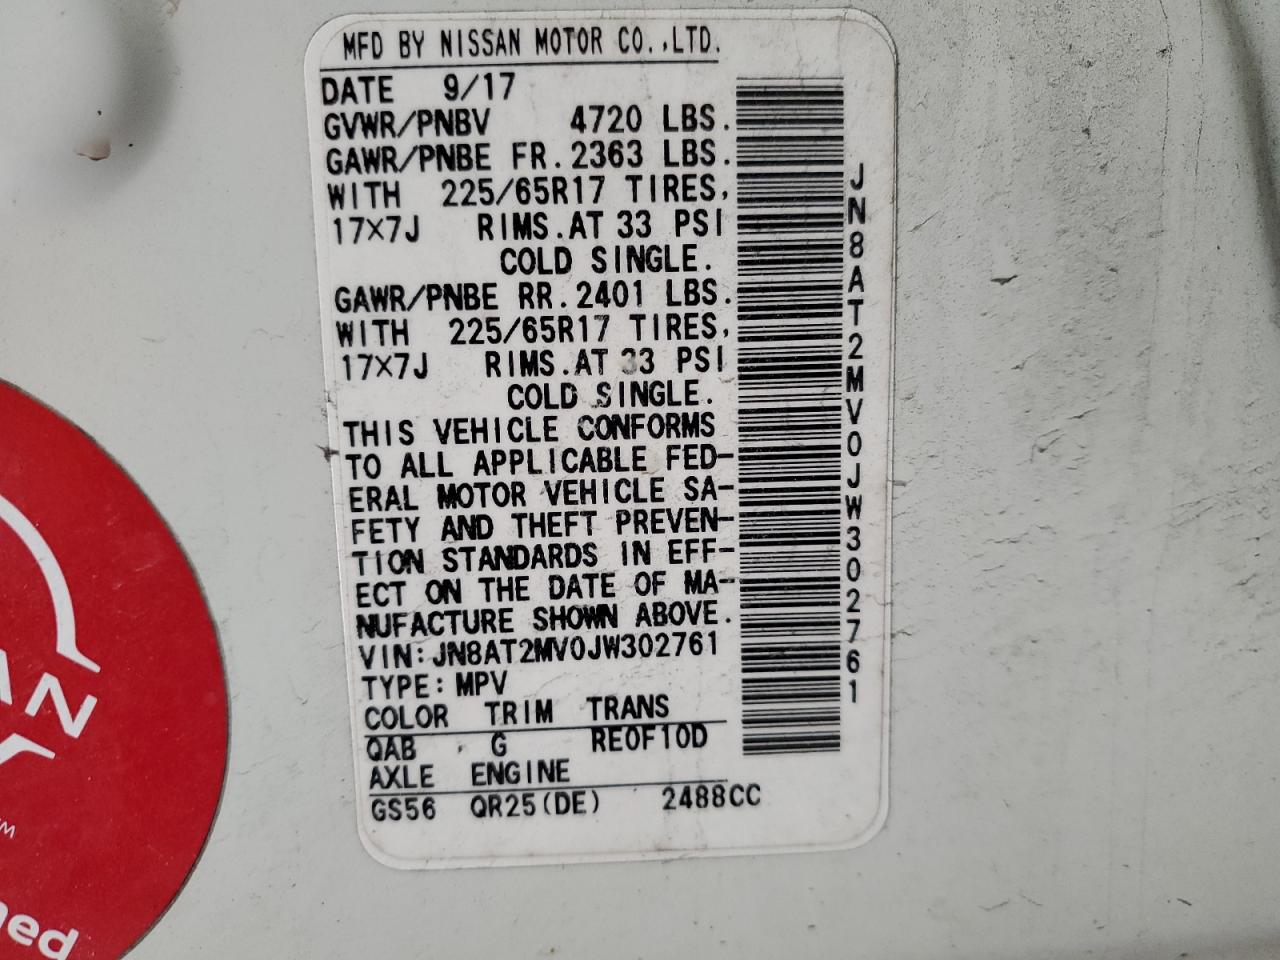 MFD BY NISSAN MOTOR CO.,LTD.
DATE 9/17
GVWR/PNBV 4720 LBS.
GAWR/PNBE FR. 2363 LBS.
WITH 225/65R17 TIRES,
17X7J RIMS. AT 33 PSI
COLD SINGLE.
GAWR/PNBE RR. 2401 LBS.
WITH 225/65R17 TIRES,
17X7J RIMS. AT 33 PSI
COLD SINGLE.
THIS VEHICLE CONFORMS
TO ALL APPLICABLE FED-
ERAL MOTOR VEHICLE SA-
FETY AND THEFT PREVEN-
TION STANDARDS IN EFF-
ECT ON THE DATE OF MA-
NUFACTURE SHOWN ABOVE.
VIN: JN8AT2MV0JW302761
TYPE: MPV
COLOR TRIM TRANS
QAB G RE0F10D
AXLE ENGINE
GS56 QR25(DE) 2488CC
JN8AT2MV0JW302761